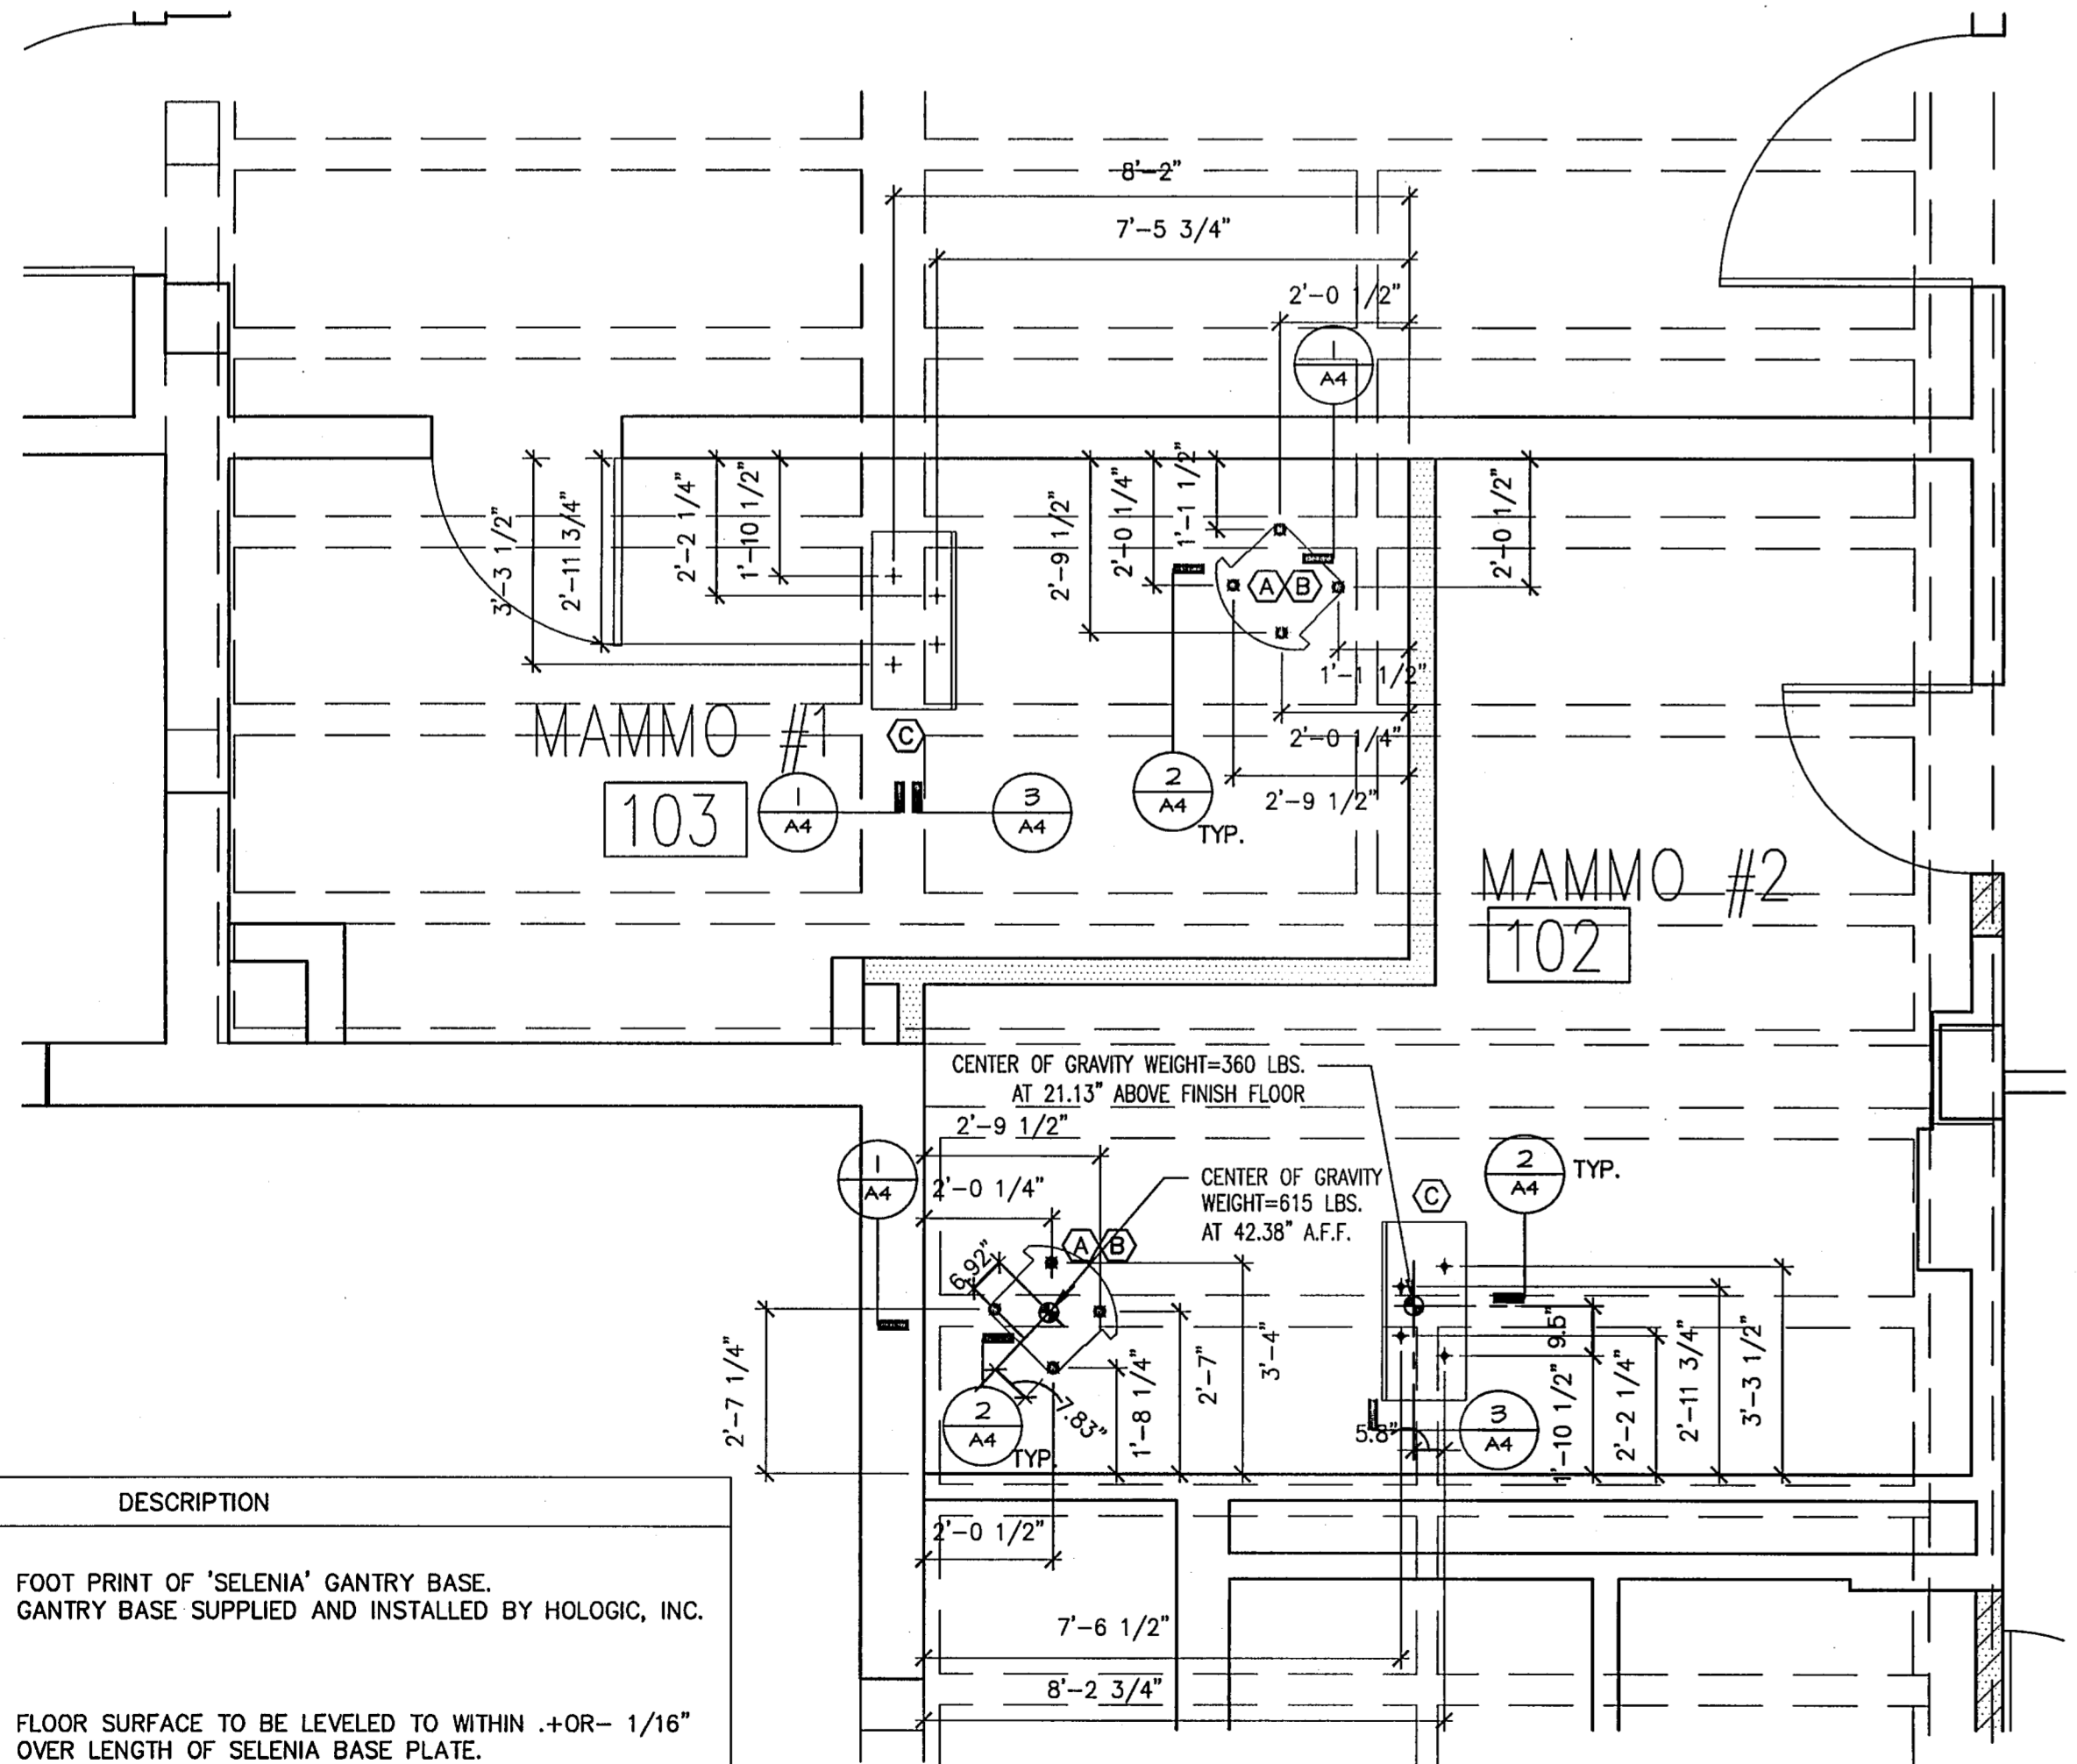 8'-2"
7'-5 3/4"
2'-0 1/2"
1
A4
3'-3 1/2"
2'-11 3/4"
2'-2 1/4"
1'-10 1/2"
2'-9 1/2"
2'-0 1/4"
1'-1 1/2"
2'-0 1/2"
A B
1'-1 1/2"
2'-0 1/4"
2'-9 1/2"
MAMMO #1
C
103
1
A4
3
A4
2
A4
TYP.
MAMMO #2
102
CENTER OF GRAVITY WEIGHT=360 LBS.
AT 21.13" ABOVE FINISH FLOOR
2'-9 1/2"
1
A4
2'-0 1/4"
CENTER OF GRAVITY
WEIGHT=615 LBS.
AT 42.38" A.F.F.
C
2
A4
TYP.
A B
6.92"
2'-7 1/4"
7.83"
1'-8 1/4"
2'-7"
3'-4"
9.5"
1'-10 1/2"
2'-2 1/4"
2'-11 3/4"
3'-3 1/2"
2
A4
TYP.
5.8"
3
A4
2'-0 1/2"
7'-6 1/2"
8'-2 3/4"
DESCRIPTION
FOOT PRINT OF 'SELENIA' GANTRY BASE.
GANTRY BASE SUPPLIED AND INSTALLED BY HOLOGIC, INC.
FLOOR SURFACE TO BE LEVELED TO WITHIN .+OR- 1/16"
OVER LENGTH OF SELENIA BASE PLATE.